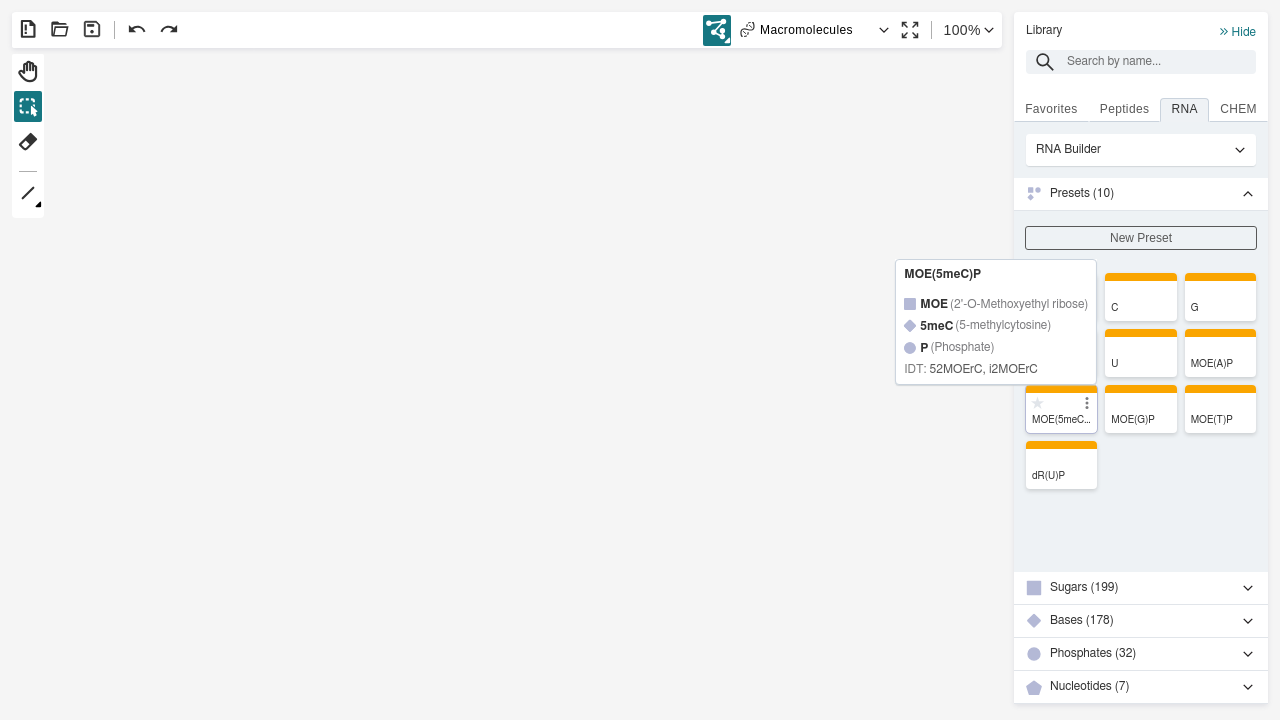 Macromolecules
100%
Library
Hide
Search by name...
Favorites
Peptides
RNA
CHEM
RNA Builder
Presets (10)
New Preset
MOE(5meC)P
MOE (2'-O-Methoxyethyl ribose)
5meC (5-methylcytosine)
P (Phosphate)
IDT: 52MOErC, i2MOErC
C
G
U
MOE(A)P
MOE(5meC...
MOE(G)P
MOE(T)P
dR(U)P
Sugars (199)
Bases (178)
Phosphates (32)
Nucleotides (7)